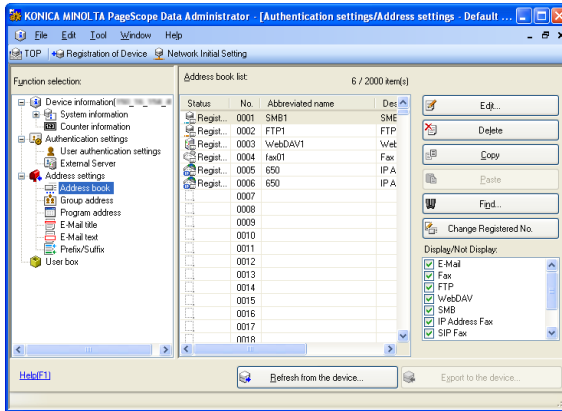 KONICA MINOLTA PageScope Data Administrator - [Authentication settings/Address settings - Default ...
File Edit Tool Window Help
TOP Registration of Device Network Initial Setting
Function selection:
Device information(
System information
Counter information
Authentication settings
User authentication settings
External Server
Address settings
Address book
Group address
Program address
E-Mail title
E-Mail text
Prefix/Suffix
User box
Address book list: 6 / 2000 item(s)
Status No. Abbreviated name Des
Regist... 0001 SMB1 SME
Regist... 0002 FTP1 FTP
Regist... 0003 WebDAV1 Wet
Regist... 0004 fax01 Fax
Regist... 0005 650 IP A
Regist... 0006 650 IP A
0007
0008
0009
0010
0011
0012
0013
0014
0015
0016
0017
0018
Edit...
Delete
Copy
Paste
Find...
Change Registered No.
Display/Not Display:
E-Mail
Fax
FTP
WebDAV
SMB
IP Address Fax
SIP Fax
Help(F1)
Refresh from the device...
Export to the device...